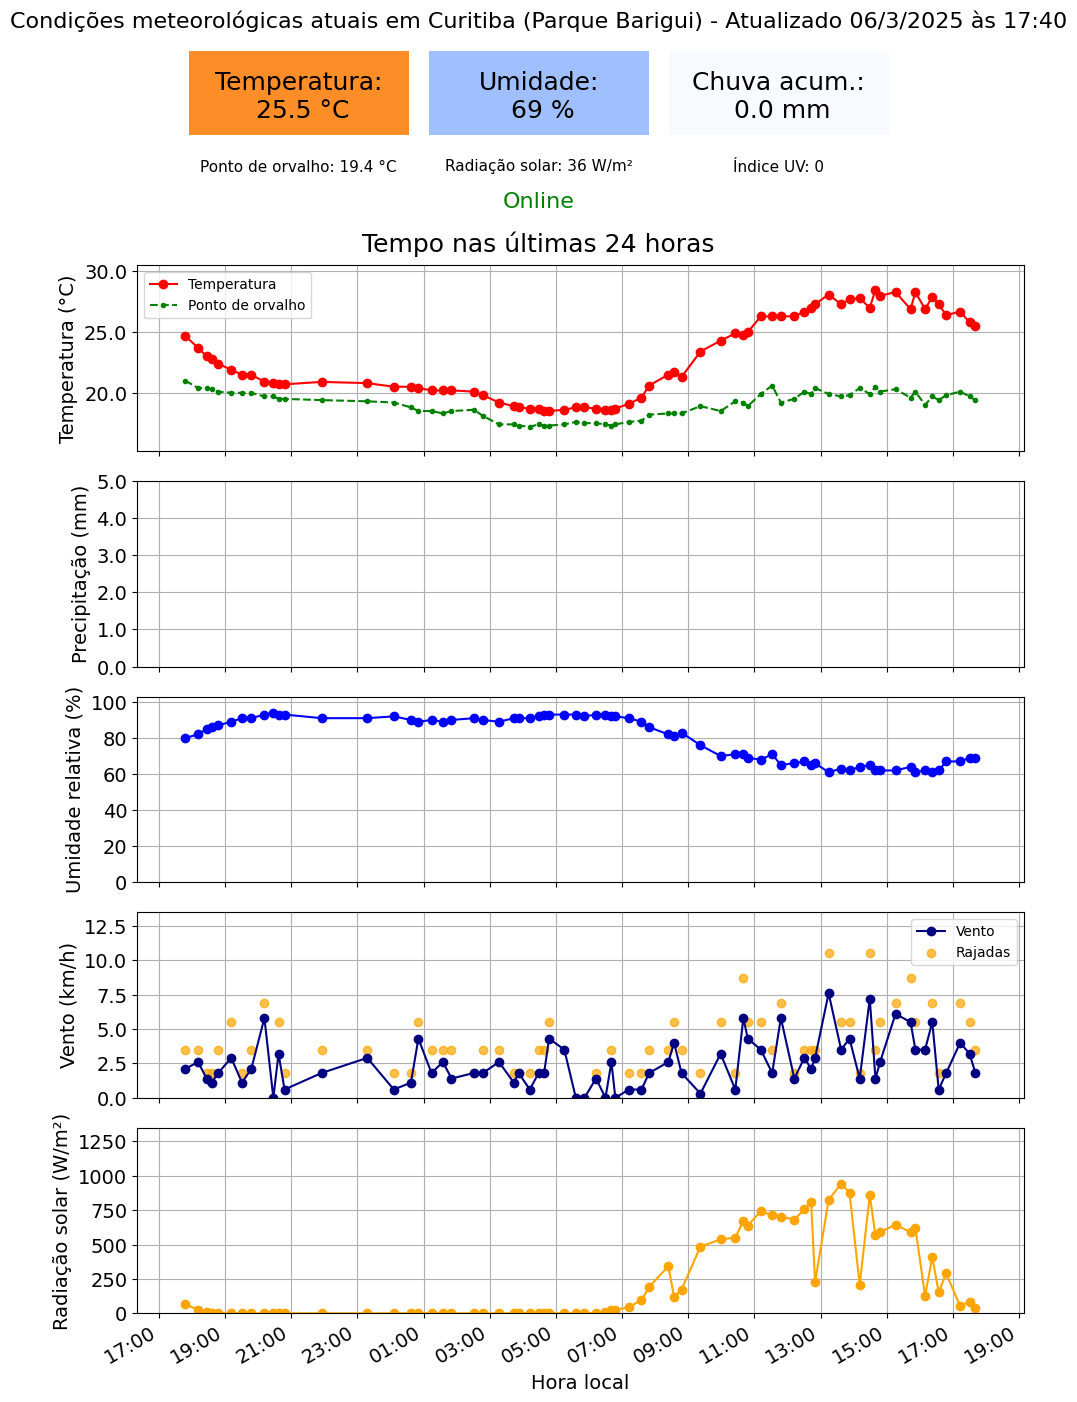 Condições meteorológicas atuais em Curitiba (Parque Barigui) - Atualizado 06/3/2025 às 17:40
Temperatura:
25.5 °C
Umidade:
69 %
Chuva acum.:
0.0 mm
Ponto de orvalho: 19.4 °C
Radiação solar: 36 W/m²
Índice UV: 0
Online
Tempo nas últimas 24 horas
Temperatura (°C)
30.0
25.0
20.0
Temperatura
Ponto de orvalho
Precipitação (mm)
5.0
4.0
3.0
2.0
1.0
0.0
Umidade relativa (%)
100
80
60
40
20
0
Vento (km/h)
12.5
10.0
7.5
5.0
2.5
0.0
Vento
Rajadas
Radiação solar (W/m²)
1250
1000
750
500
250
0
17:00
19:00
21:00
23:00
01:00
03:00
05:00
07:00
09:00
11:00
13:00
15:00
17:00
19:00
Hora local